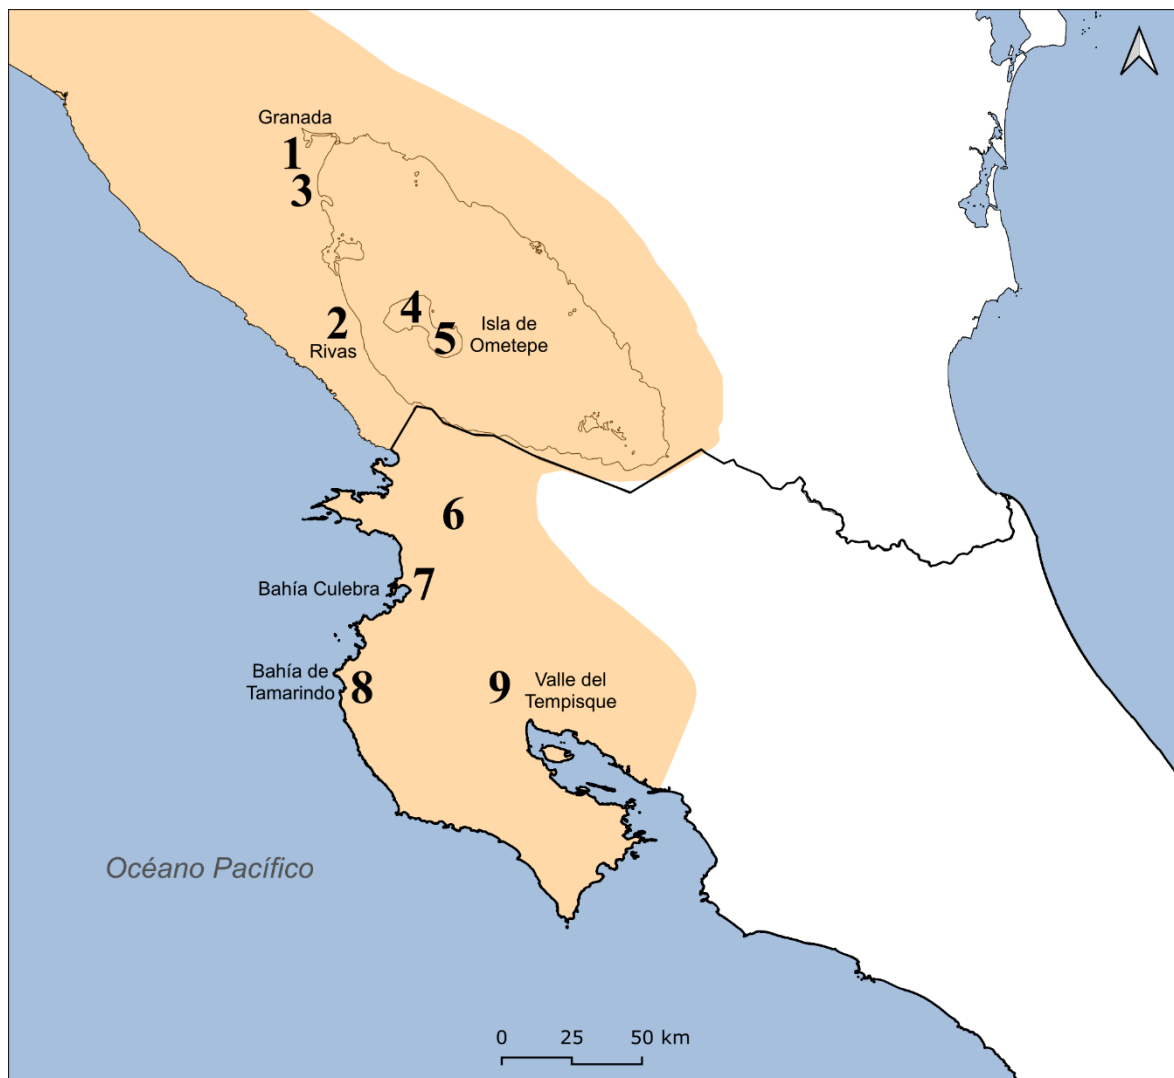 Granada
1
3
4
2
5
Isla de
Ometepe
Rivas
6
7
Bahía Culebra
Bahía de
Tamarindo
8
9
Valle del
Tempisque
Océano Pacífico
0 25 50 km